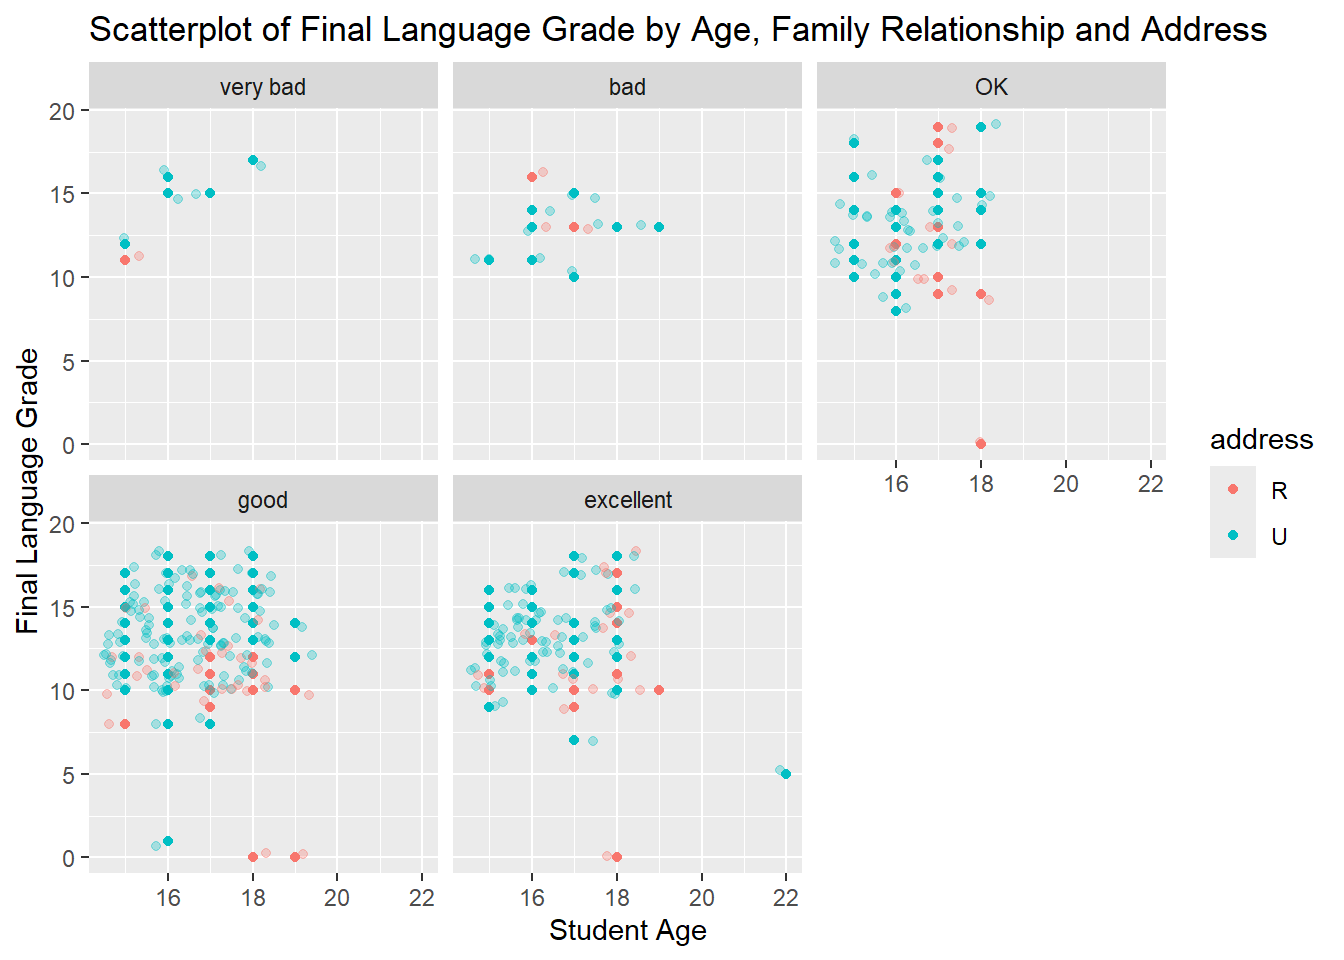 Scatterplot of Final Language Grade by Age, Family Relationship and Address
very bad
bad
OK
20
15
10
5
0
16
18
20
22
good
excellent
20
15
10
5
0
16
18
20
22
16
18
20
22
Student Age
Final Language Grade
address
R
U